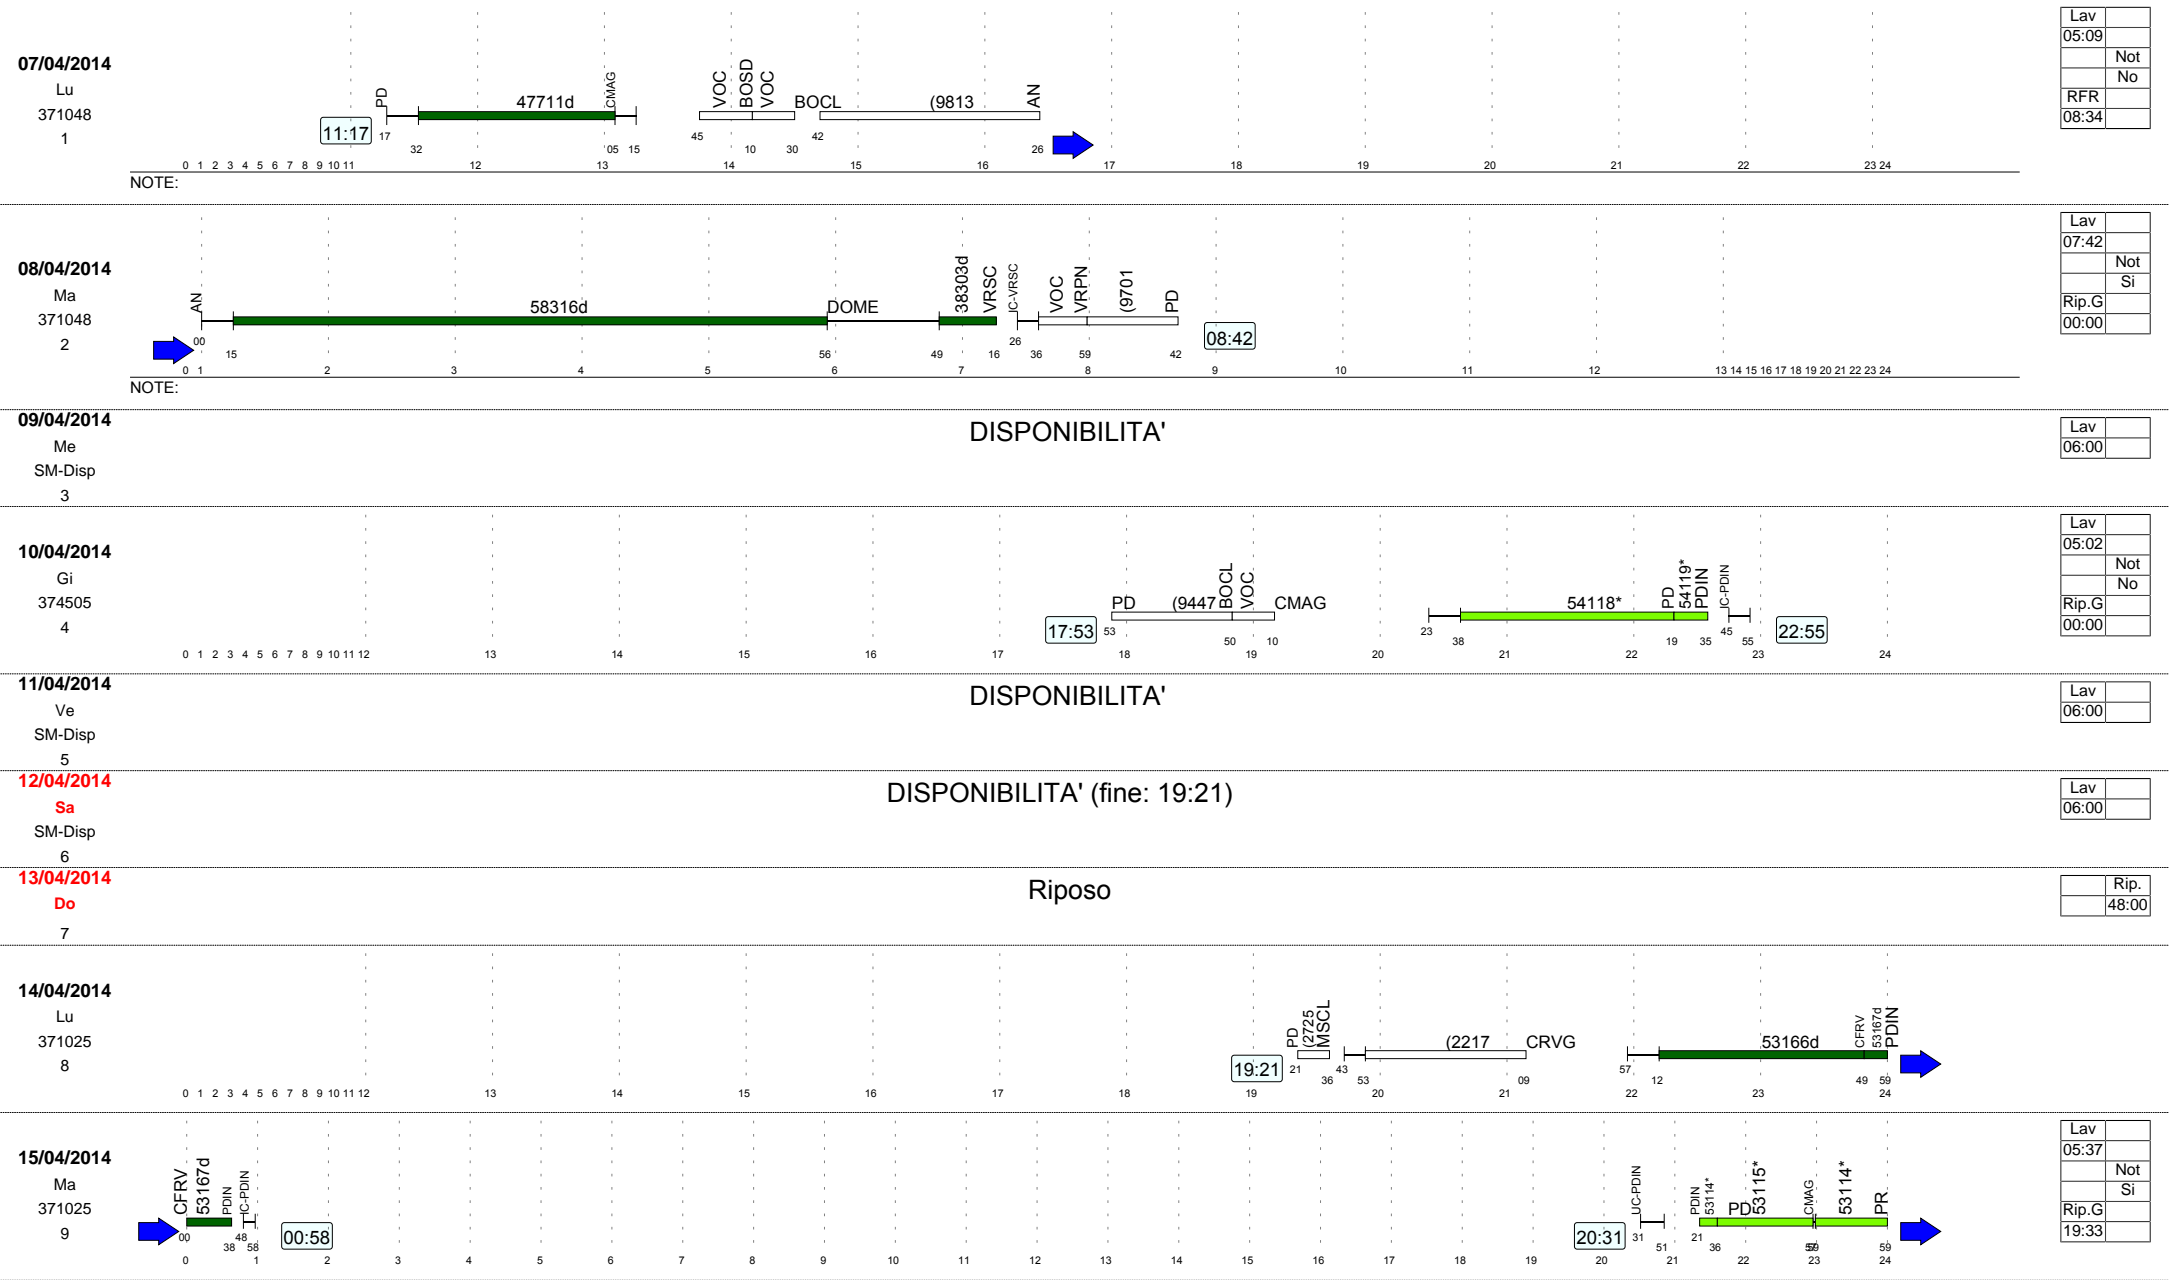 07/04/2014
Lu
371048
1
11:17
PD
47711d
CMAG
VOC
BOSD
VOC
BOCL
(9813
AN
17
32
05
15
45
10
30
42
26
0 1 2 3 4 5 6 7 8 9 10 11 12 13 14 15 16 17 18 19 20 21 22 23 24
NOTE:
Lav
05:09
Not
No
RFR
08:34
08/04/2014
Ma
371048
2
AN
58316d
DOME
38303d
VRSC
IC-VRSC
VOC
VRPN
(9701
PD
08:42
00
15
56
49
16
26
36
59
42
0 1 2 3 4 5 6 7 8 9 10 11 12 13 14 15 16 17 18 19 20 21 22 23 24
NOTE:
Lav
07:42
Not
Si
Rip.G
00:00
09/04/2014
Me
SM-Disp
3
DISPONIBILITA'
Lav
06:00
10/04/2014
Gi
374505
4
17:53
PD
(9447
BOCL
VOC
CMAG
54118*
PD
54119*
PDIN
IC-PDIN
22:55
53
50
10
23
38
19
35
45
55
0 1 2 3 4 5 6 7 8 9 10 11 12 13 14 15 16 17 18 19 20 21 22 23 24
Lav
05:02
Not
No
Rip.G
00:00
11/04/2014
Ve
SM-Disp
5
DISPONIBILITA'
Lav
06:00
12/04/2014
Sa
SM-Disp
6
DISPONIBILITA' (fine: 19:21)
Lav
06:00
13/04/2014
Do
7
Riposo
Rip.
48:00
14/04/2014
Lu
371025
8
19:21
PD
(2725
MSCL
(2217
CRVG
53166d
CFRV
53167d
PDIN
21
36
43
53
09
57
12
49
59
0 1 2 3 4 5 6 7 8 9 10 11 12 13 14 15 16 17 18 19 20 21 22 23 24
15/04/2014
Ma
371025
9
CFRV
53167d
PDIN
IC-PDIN
00:58
20:31
UC-PDIN
PDIN
53114*
PD
53115*
CMAG
53114*
PR
00
38
48
58
31
51
21
36
57
59
59
0 1 2 3 4 5 6 7 8 9 10 11 12 13 14 15 16 17 18 19 20 21 22 23 24
Lav
05:37
Not
Si
Rip.G
19:33